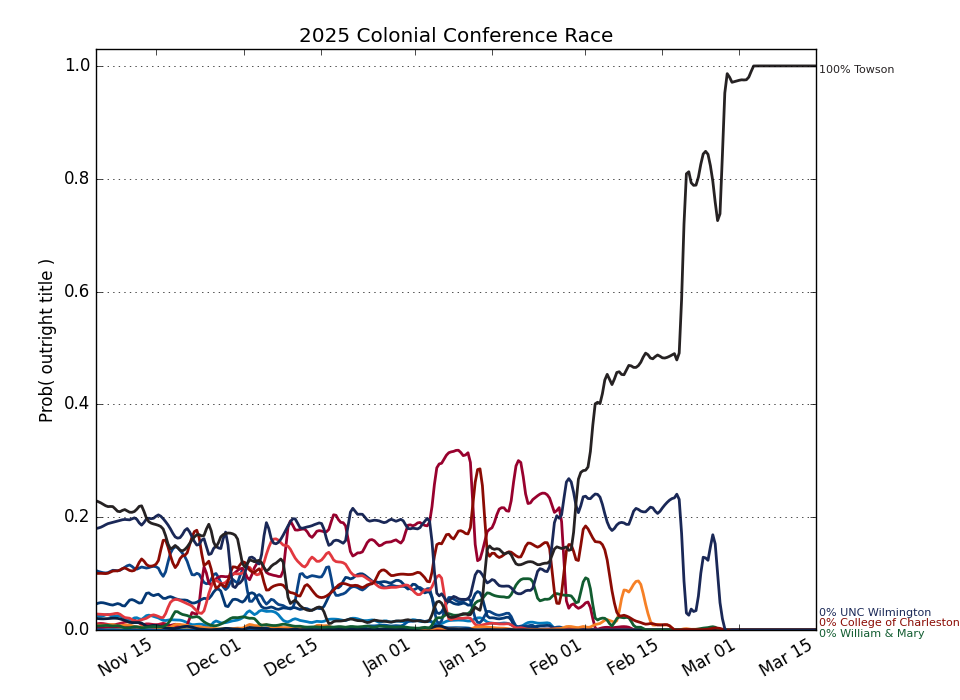 2025 Colonial Conference Race
1.0
0.8
0.6
0.4
0.2
0.0
Prob( outright title )
100% Towson
0% UNC Wilmington
0% College of Charleston
0% William & Mary
Nov 15
Dec 01
Dec 15
Jan 01
Jan 15
Feb 01
Feb 15
Mar 01
Mar 15